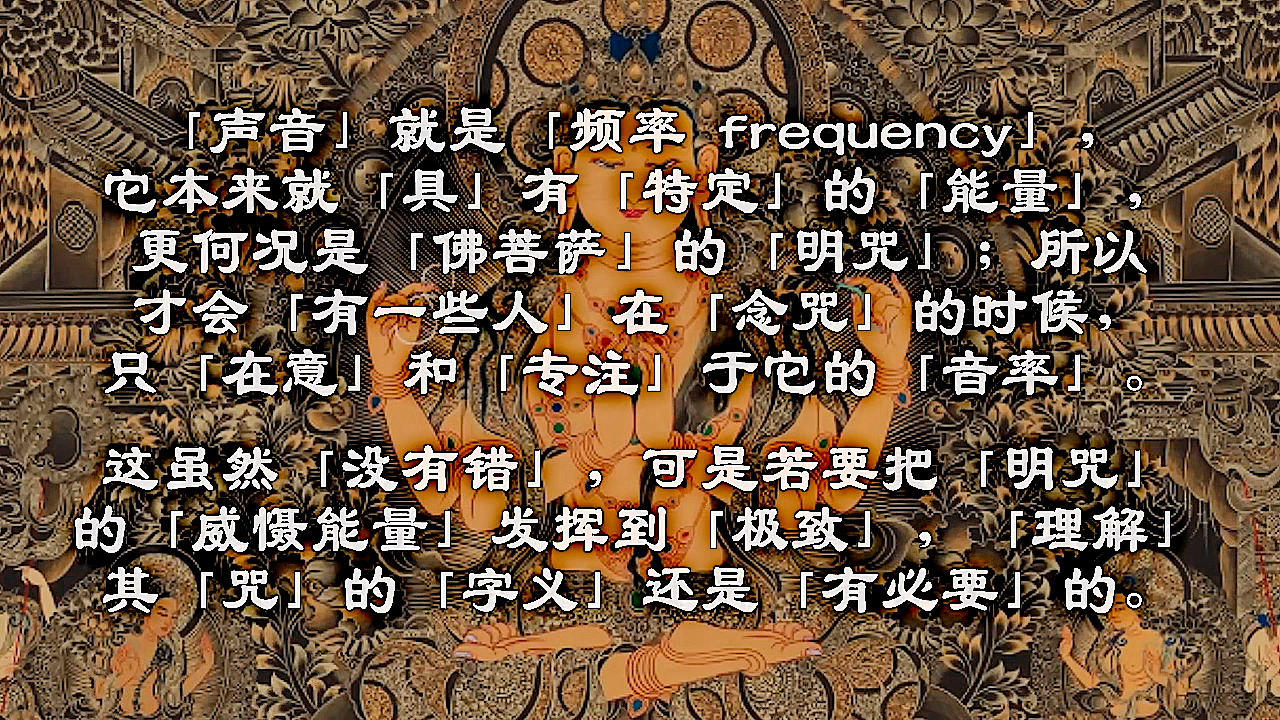 「声音」就是「频率 frequency」，
它本来就「具」有「特定」的「能量」，
更何况是「佛菩萨」的「明咒」；所以
才会「有一些人」在「念咒」的时候，
只「在意」和「专注」于它的「音率」。
这虽然「没有错」，可是若要把「明咒」
的「威慑能量」发挥到「极致」，「理解」
其「咒」的「字义」还是「有必要」的。